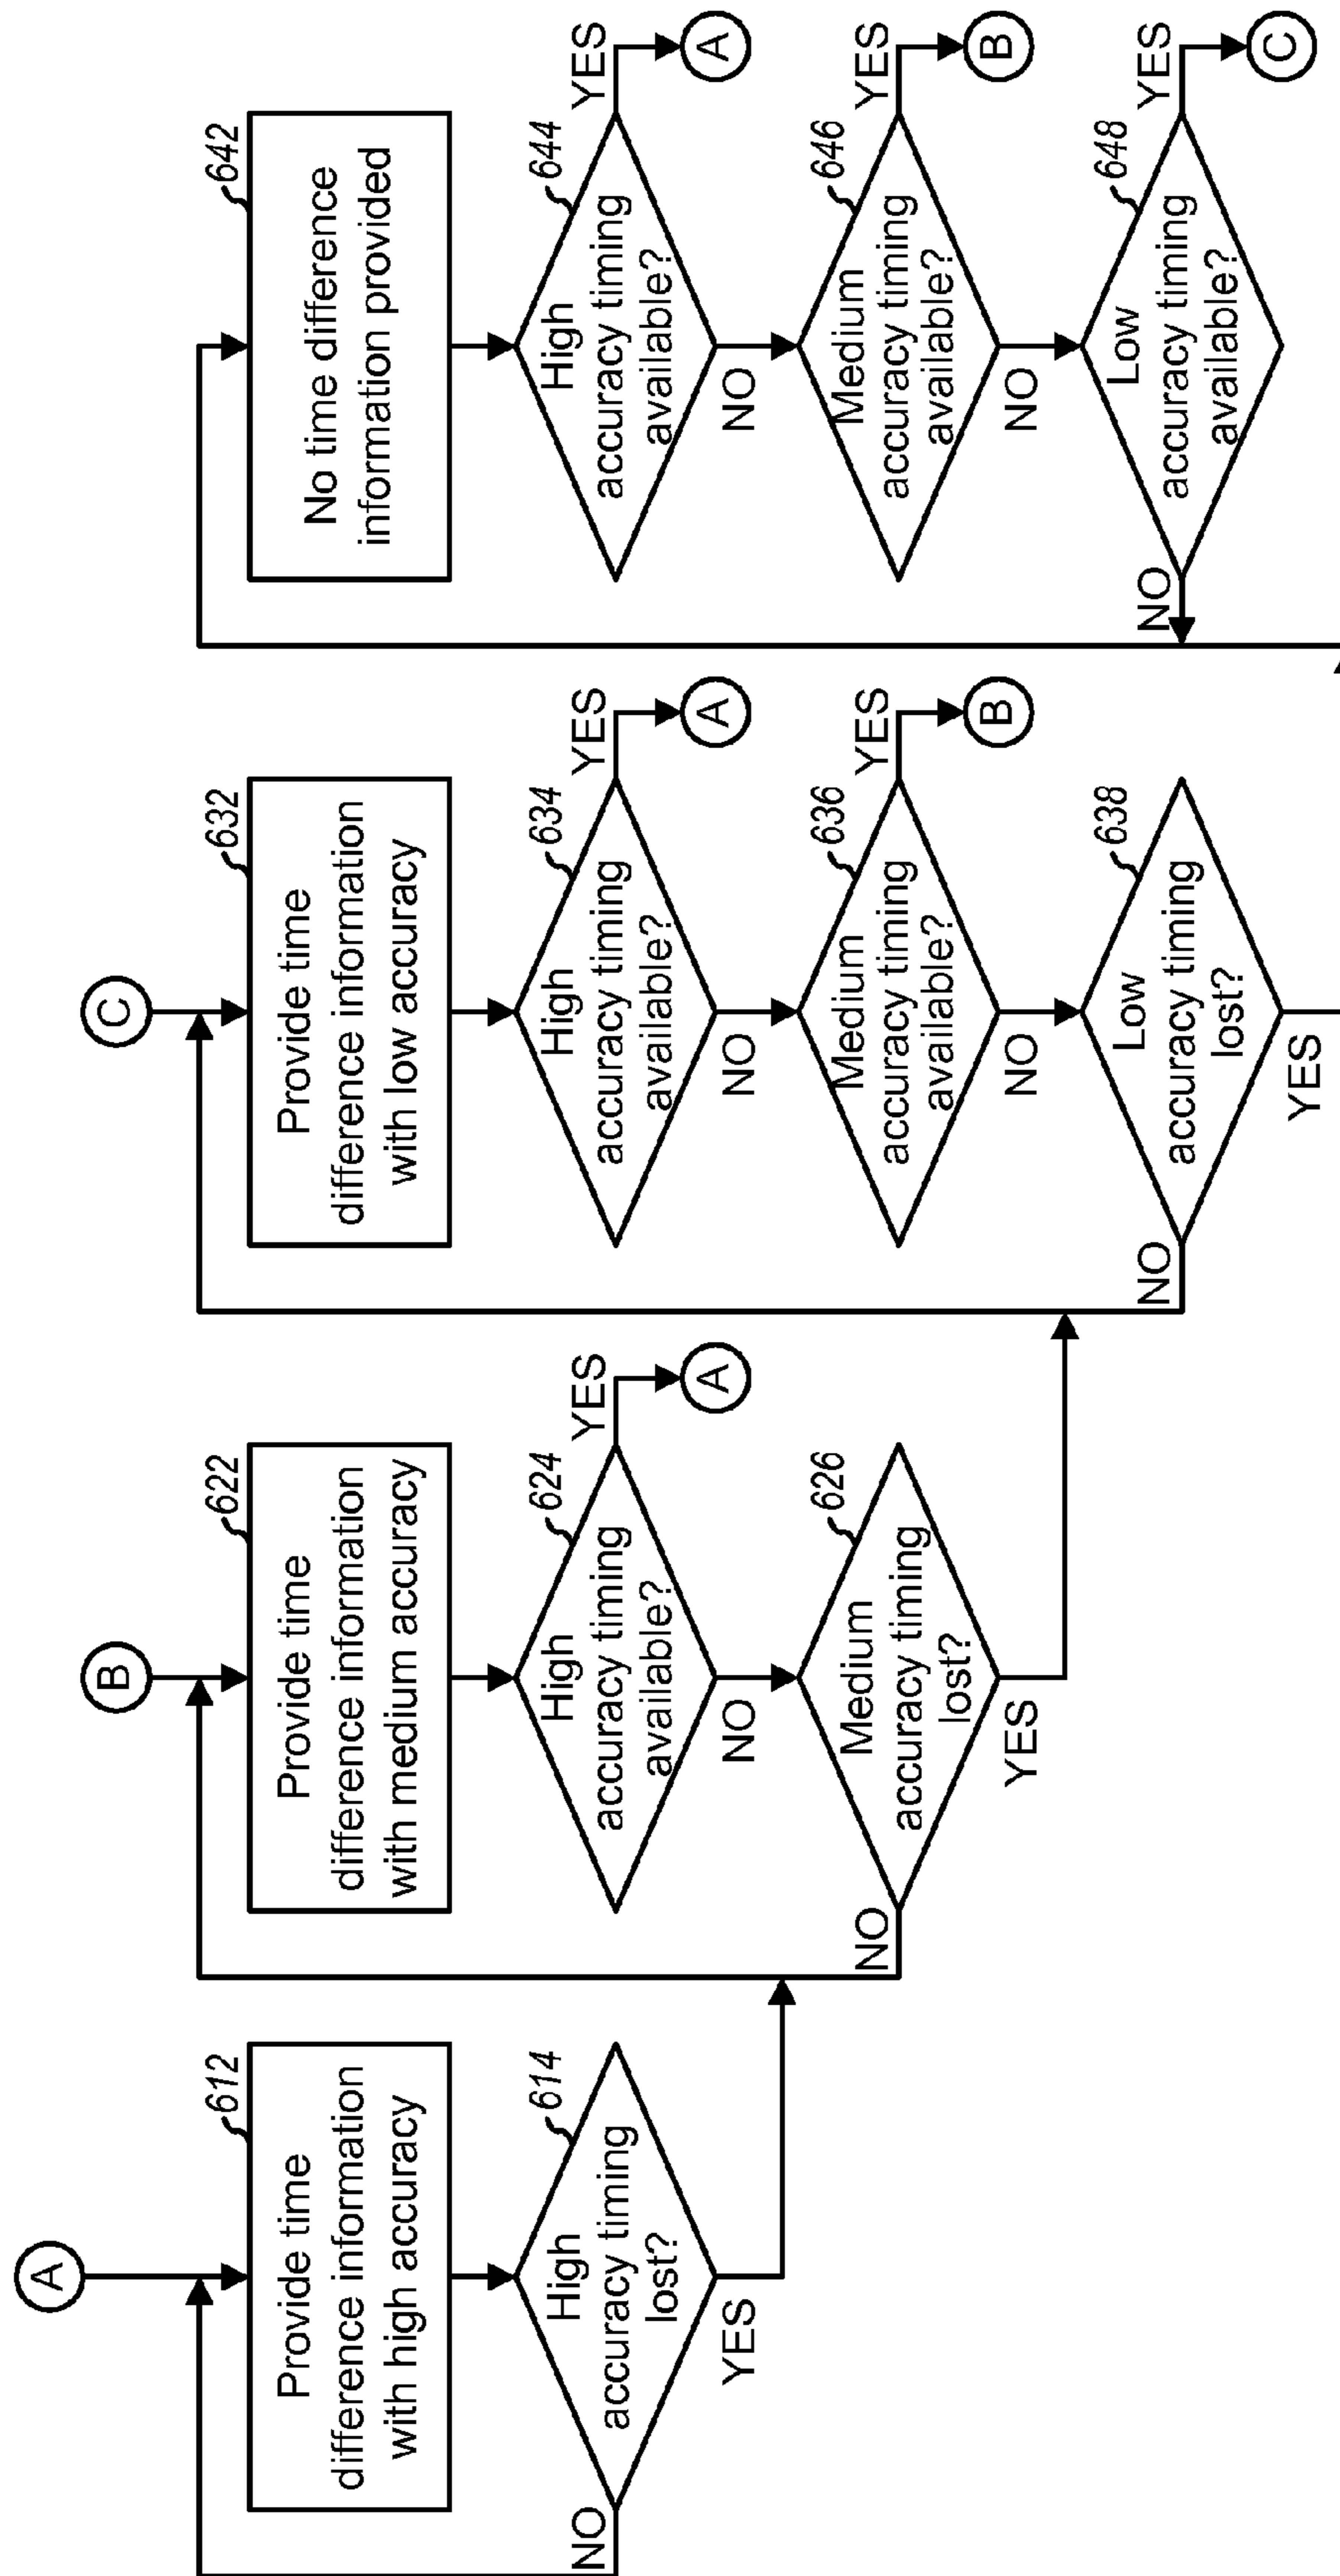 A
612
Provide time
difference information
with high accuracy
614
High
accuracy timing
lost?
NO
YES
B
622
Provide time
difference information
with medium accuracy
624
High
accuracy timing
available?
YES
A
NO
626
Medium
accuracy timing
lost?
NO
YES
C
632
Provide time
difference information
with low accuracy
634
High
accuracy timing
available?
YES
A
NO
636
Medium
accuracy timing
available?
YES
B
NO
638
Low
accuracy timing
lost?
NO
YES
642
No time difference
information provided
644
High
accuracy timing
available?
YES
A
NO
646
Medium
accuracy timing
available?
YES
B
NO
648
Low
accuracy timing
available?
YES
C
NO